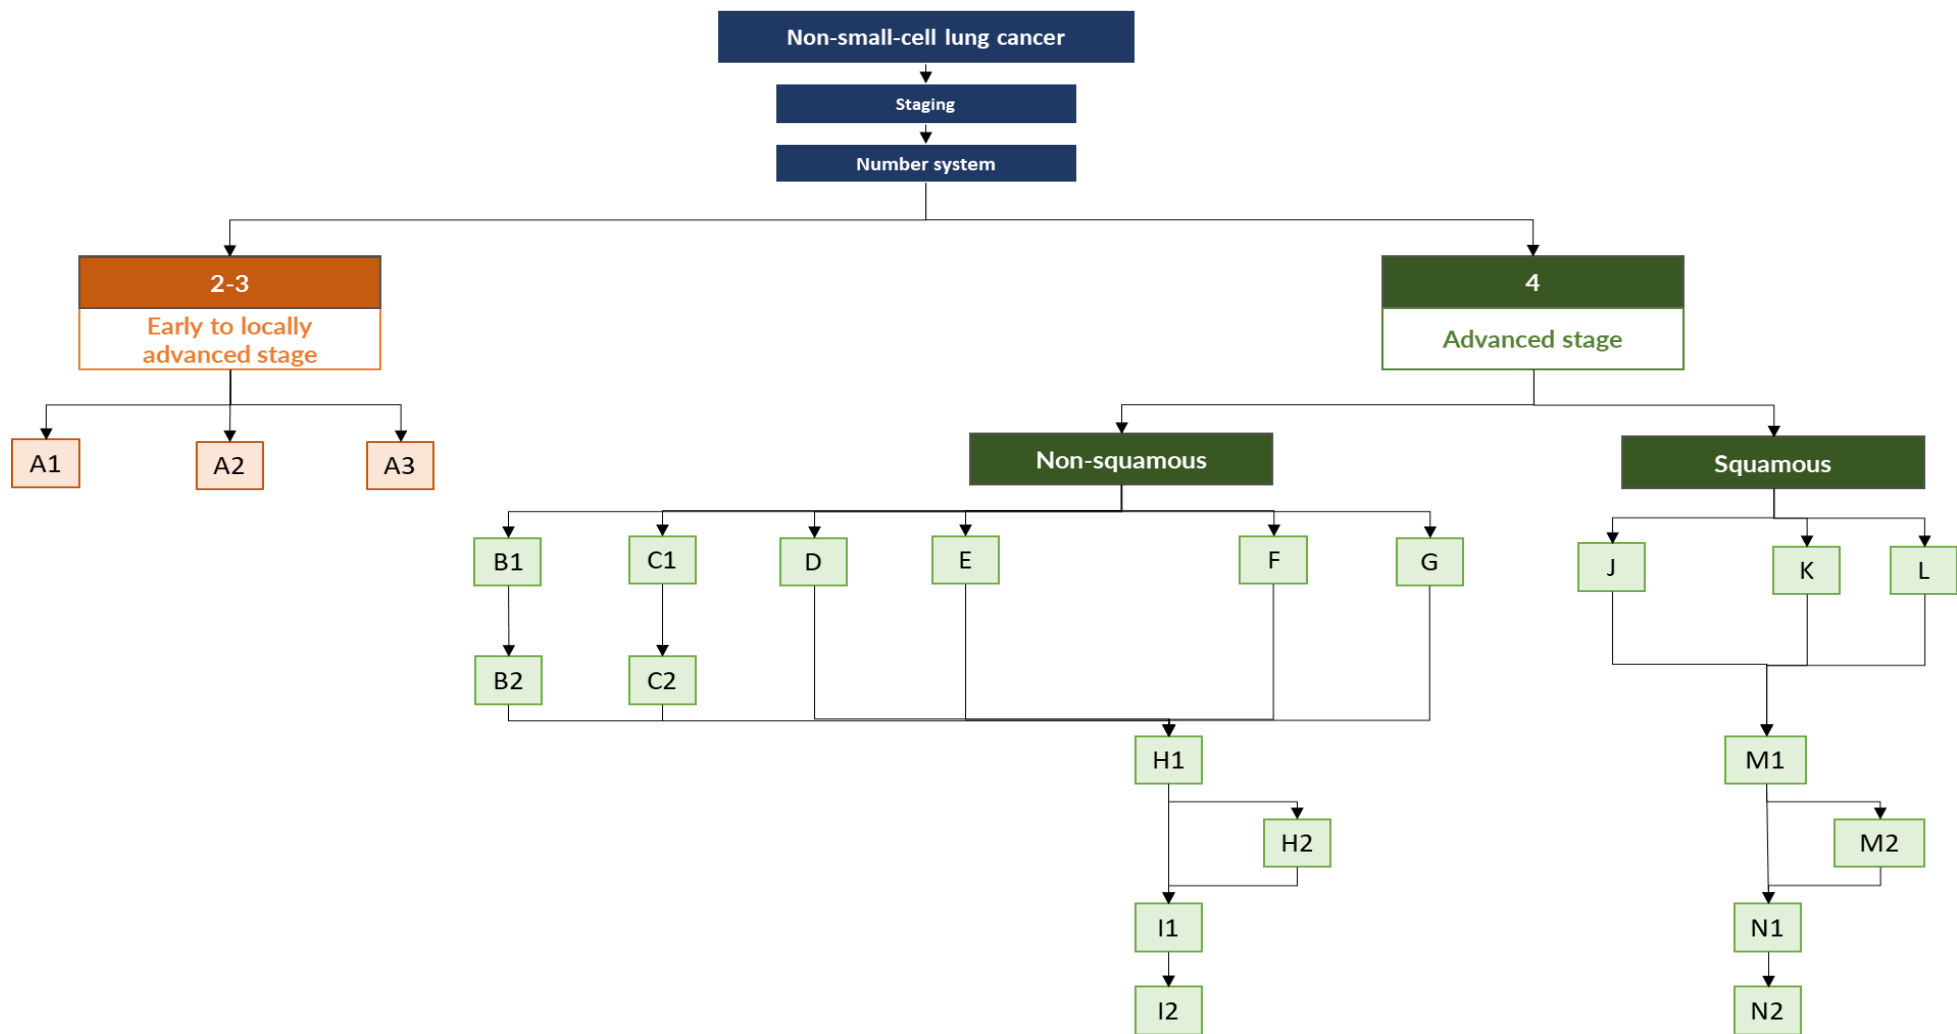 Non-small-cell lung cancer
Staging
Number system
2-3
Early to locally
advanced stage
4
Advanced stage
A1
A2
A3
Non-squamous
Squamous
B1
C1
D
E
F
G
J
K
L
B2
C2
H1
M1
H2
M2
I1
N1
I2
N2